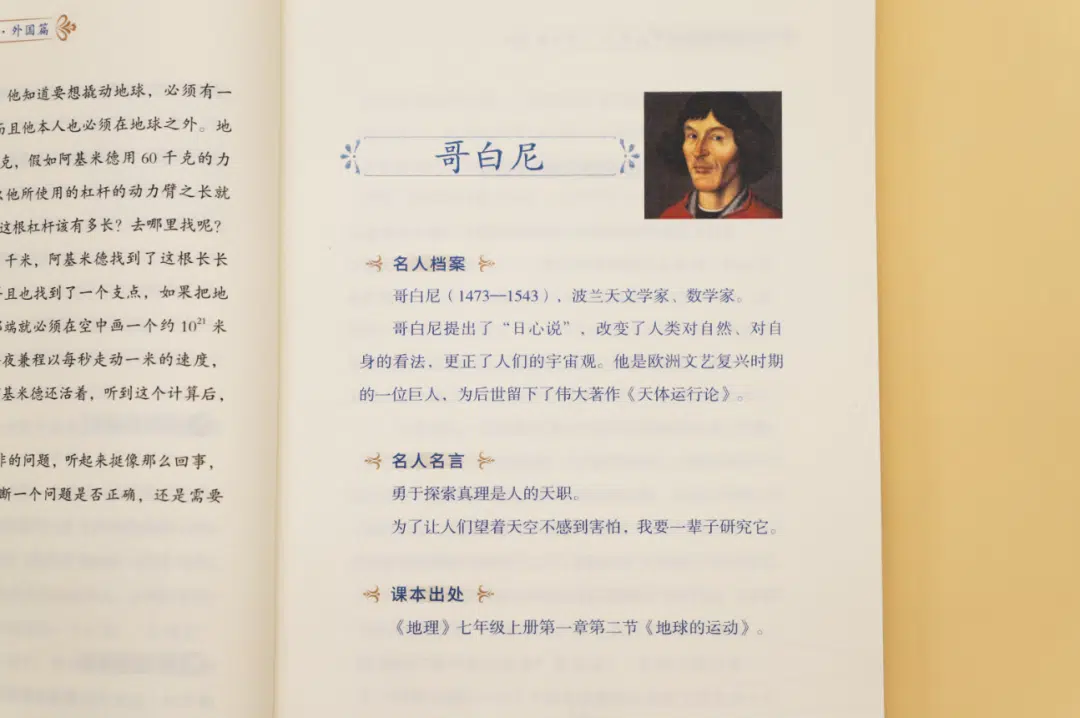 · 外国篇
他知道要想撬动地球，必须有一
而且他本人也必须在地球之外。地
克，假如阿基米德用 60 千克的力
他所使用的杠杆的动力臂之长就
这根杠杆该有多长？去哪里找呢？
千米，阿基米德找到了这根长长
且也找到了一个支点，如果把地
端就必须在空中画一个约 10²¹ 米
夜兼程以每秒走动一米的速度，
基米德还活着，听到这个计算后，
的问题，听起来挺像那么回事，
断一个问题是否正确，还是需要
哥白尼
名人档案
哥白尼（1473—1543），波兰天文学家、数学家。
哥白尼提出了“日心说”，改变了人类对自然、对自
身的看法，更正了人们的宇宙观。他是欧洲文艺复兴时期
的一位巨人，为后世留下了伟大著作《天体运行论》。
名人名言
勇于探索真理是人的天职。
为了让人们望着天空不感到害怕，我要一辈子研究它。
课本出处
《地理》七年级上册第一章第二节《地球的运动》。